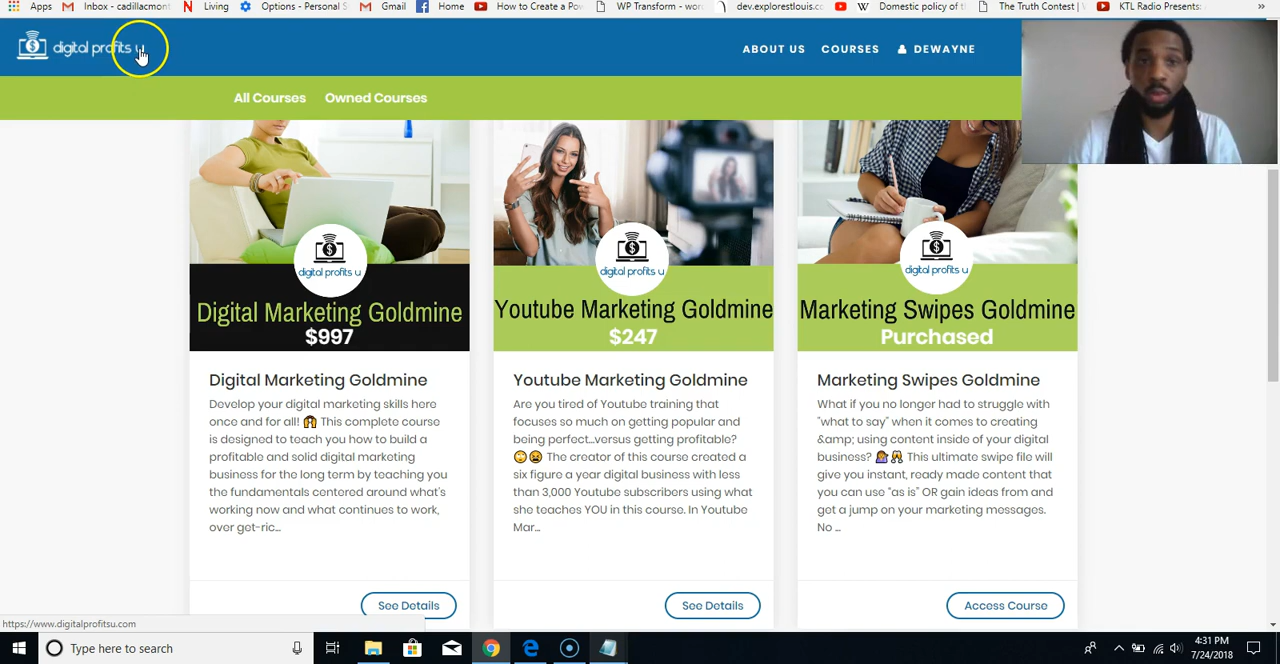 Apps
Inbox - cadillacmont
Living
Options - Personal S
Gmail
Home
How to Create a Pow
WP Transform - wor
dev.explorestlouis.co
Domestic policy of t
The Truth Contest |
KTL Radio Presents:
»
digital profits u
ABOUT US
COURSES
DEWAYNE
All Courses
Owned Courses
digital profits u
Digital Marketing Goldmine
$997
Digital Marketing Goldmine
Develop your digital marketing skills here
once and for all! 🙌 This complete course
is designed to teach you how to build a
profitable and solid digital marketing
business for the long term by teaching you
the fundamentals centered around what's
working now and what continues to work,
over get-ric...
See Details
digital profits u
Youtube Marketing Goldmine
$247
Youtube Marketing Goldmine
Are you tired of Youtube training that
focuses so much on getting popular and
being perfect...versus getting profitable?
🙄😫 The creator of this course created a
six figure a year digital business with less
than 3,000 Youtube subscribers using what
she teaches YOU in this course. In Youtube
Mar...
See Details
digital profits u
Marketing Swipes Goldmine
Purchased
Marketing Swipes Goldmine
What if you no longer had to struggle with
"what to say" when it comes to creating
&amp; using content inside of your digital
business? This ultimate swipe file will
give you instant, ready made content that
you can use "as is" OR gain ideas from and
get a jump on your marketing messages.
No ...
Access Course
https://www.digitalprofitsu.com
Type here to search
4:31 PM
7/24/2018